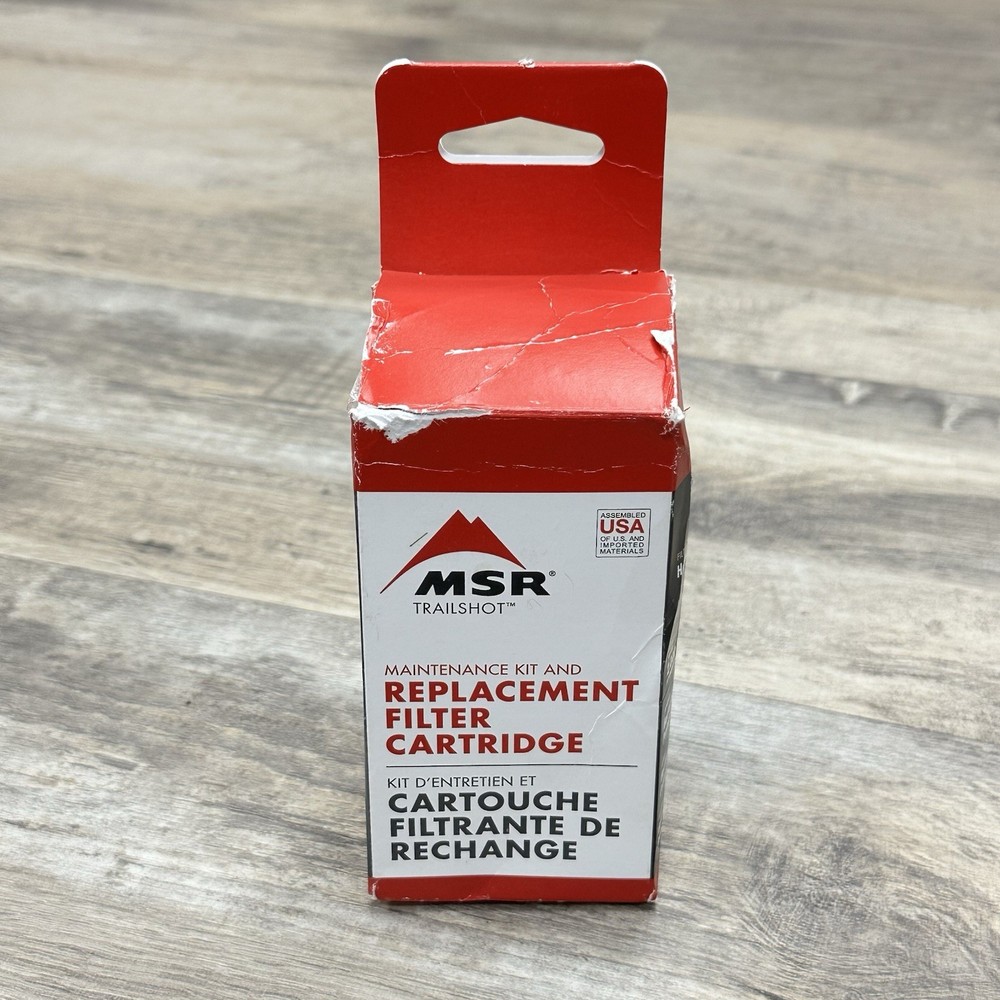 ASSEMBLED
USA
OF U.S. AND
IMPORTED
MATERIALS
MSR®
TRAILSHOT™
MAINTENANCE KIT AND
REPLACEMENT
FILTER
CARTRIDGE
KIT D'ENTRETIEN ET
CARTOUCHE
FILTRANTE DE
RECHANGE